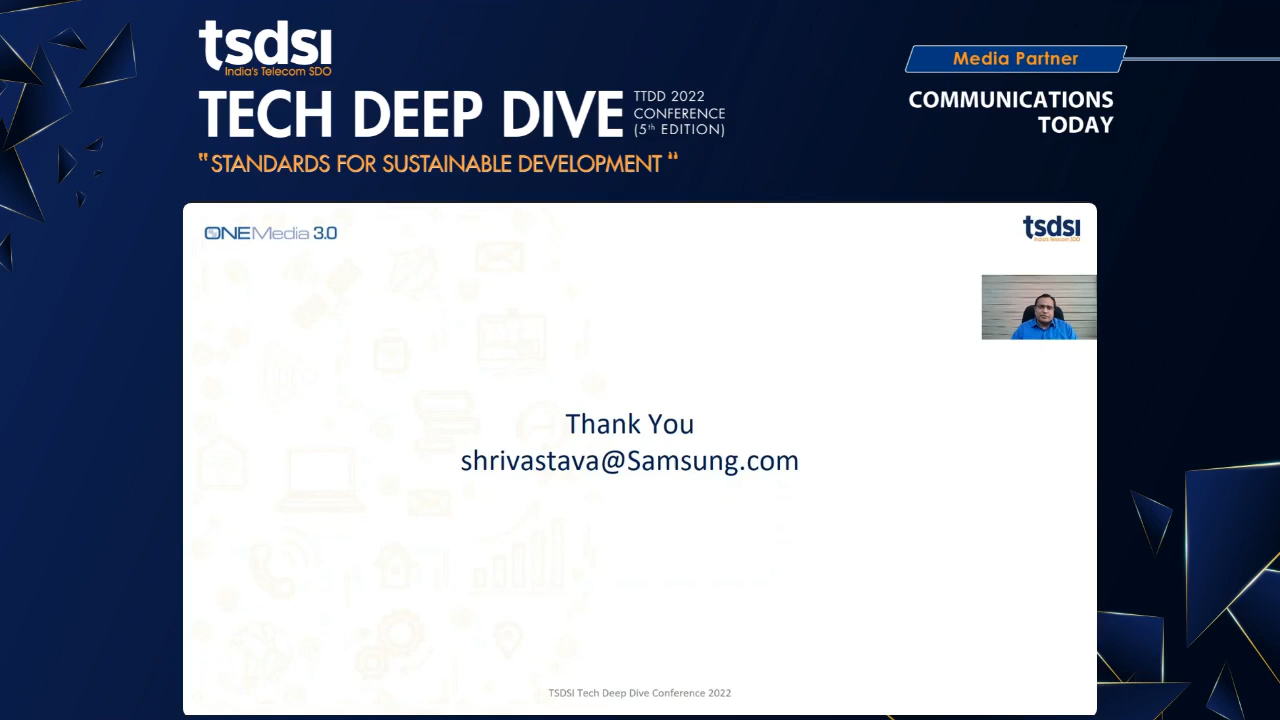 tsdsi
India's Telecom SDO
TECH DEEP DIVE
TTDD 2022
CONFERENCE
(5th EDITION)
"STANDARDS FOR SUSTAINABLE DEVELOPMENT"
Media Partner
COMMUNICATIONS
TODAY
ONEMedia 3.0
tsdsi
India's Telecom SDO
Thank You
shrivastava@Samsung.com
TSDSI Tech Deep Dive Conference 2022